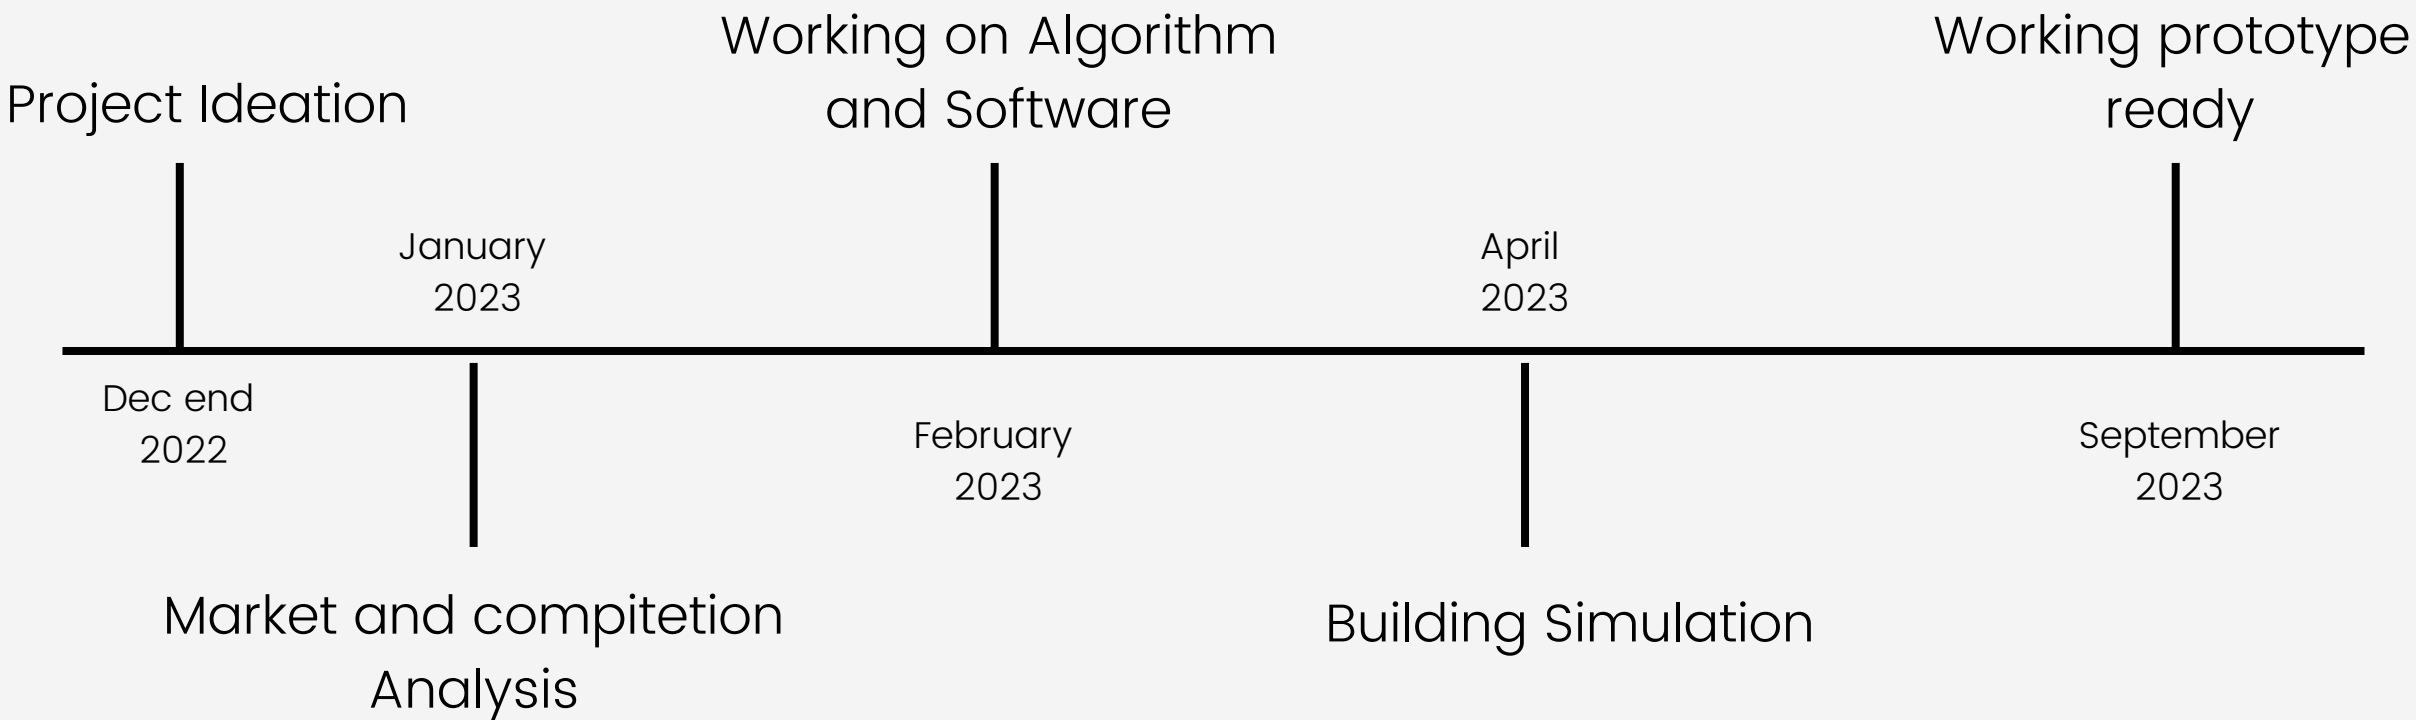 Project Ideation
Dec end
2022
January
2023
Market and compitetion
Analysis
Working on Algorithm
and Software
February
2023
April
2023
Building Simulation
Working prototype
ready
September
2023